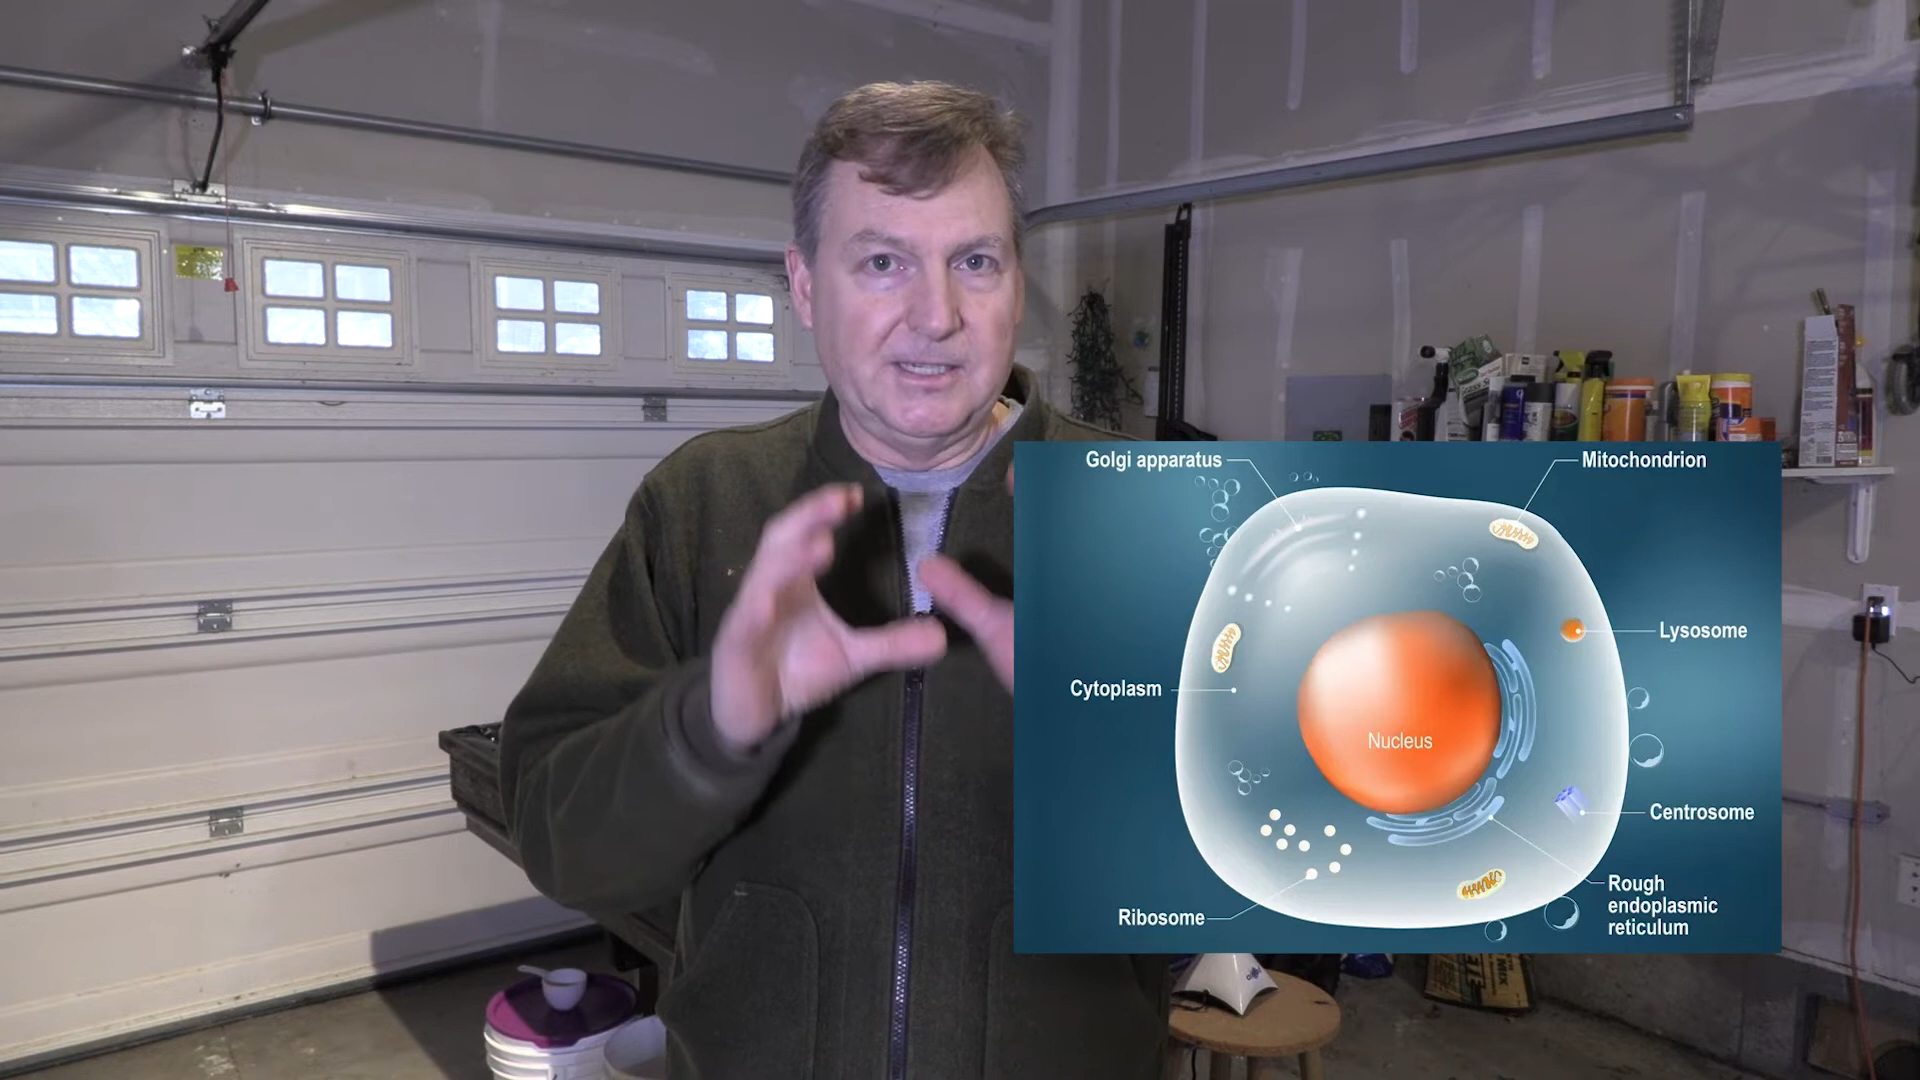 Golgi apparatus
Mitochondrion
Lysosome
Cytoplasm
Nucleus
Centrosome
Rough
endoplasmic
reticulum
Ribosome